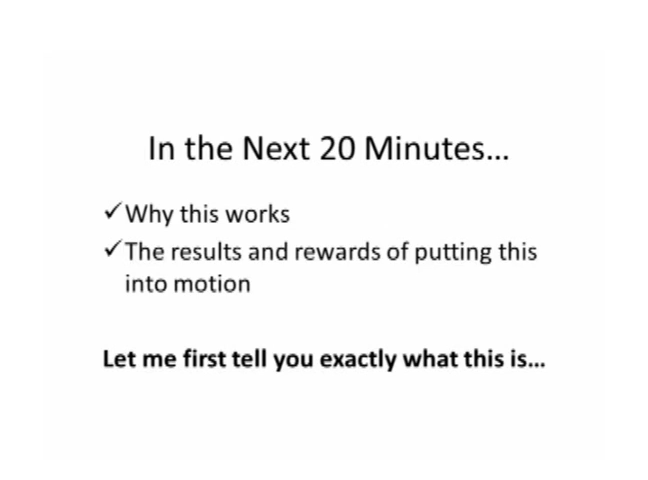 In the Next 20 Minutes...
✓Why this works
✓The results and rewards of putting this
into motion
Let me first tell you exactly what this is...